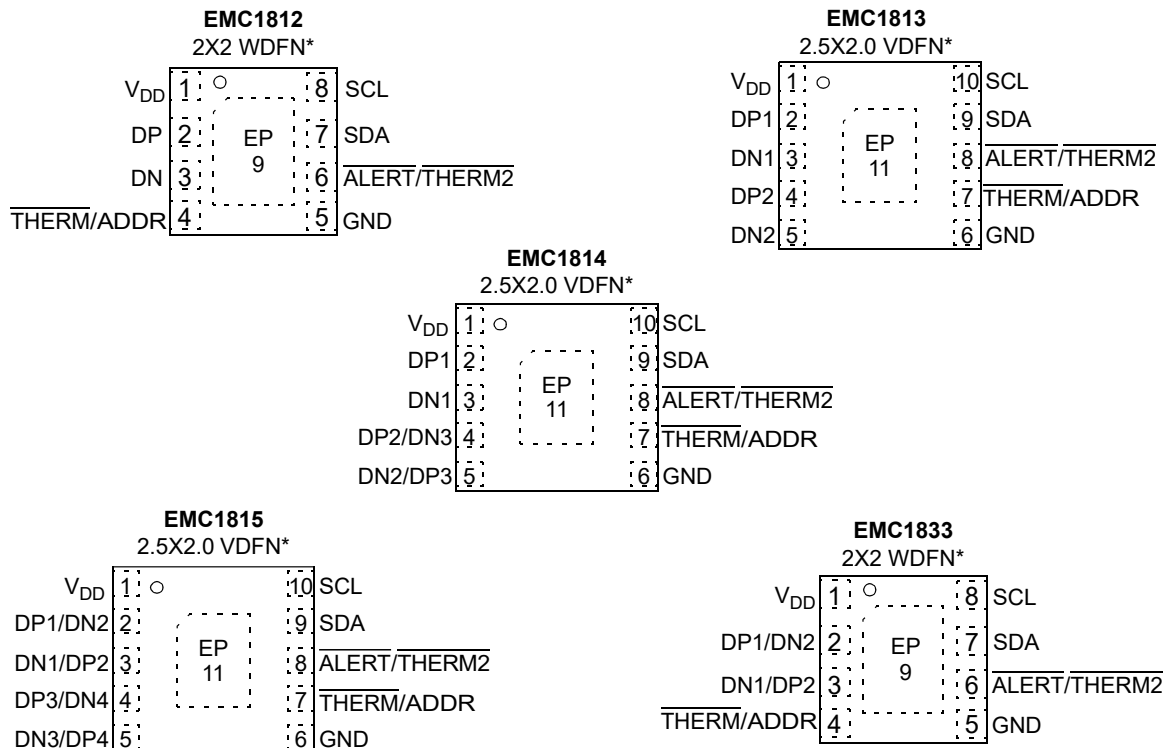 EMC1812
2X2 WDFN*
VDD 1 8 SCL
DP 2 EP 9 7 SDA
DN 3 6 ALERT/THERM2
THERM/ADDR 4 5 GND
EMC1813
2.5X2.0 VDFN*
VDD 1 10 SCL
DP1 2 9 SDA
DN1 3 EP 11 8 ALERT/THERM2
DP2 4 7 THERM/ADDR
DN2 5 6 GND
EMC1814
2.5X2.0 VDFN*
VDD 1 10 SCL
DP1 2 9 SDA
DN1 3 EP 11 8 ALERT/THERM2
DP2/DN3 4 7 THERM/ADDR
DN2/DP3 5 6 GND
EMC1815
2.5X2.0 VDFN*
VDD 1 10 SCL
DP1/DN2 2 9 SDA
DN1/DP2 3 EP 11 8 ALERT/THERM2
DP3/DN4 4 7 THERM/ADDR
DN3/DP4 5 6 GND
EMC1833
2X2 WDFN*
VDD 1 8 SCL
DP1/DN2 2 EP 9 7 SDA
DN1/DP2 3 6 ALERT/THERM2
THERM/ADDR 4 5 GND